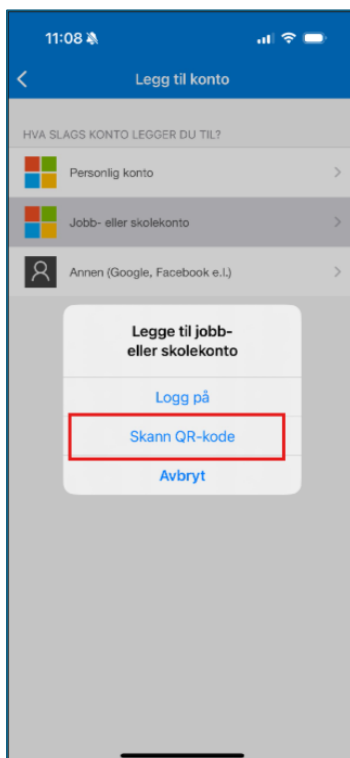 11:08
Legg til konto
HVA SLAGS KONTO LEGGER DU TIL?
Personlig konto
Jobb- eller skolekonto
Annen (Google, Facebook e.l.)
Legge til jobb-
eller skolekonto
Logg på
Skann QR-kode
Avbryt